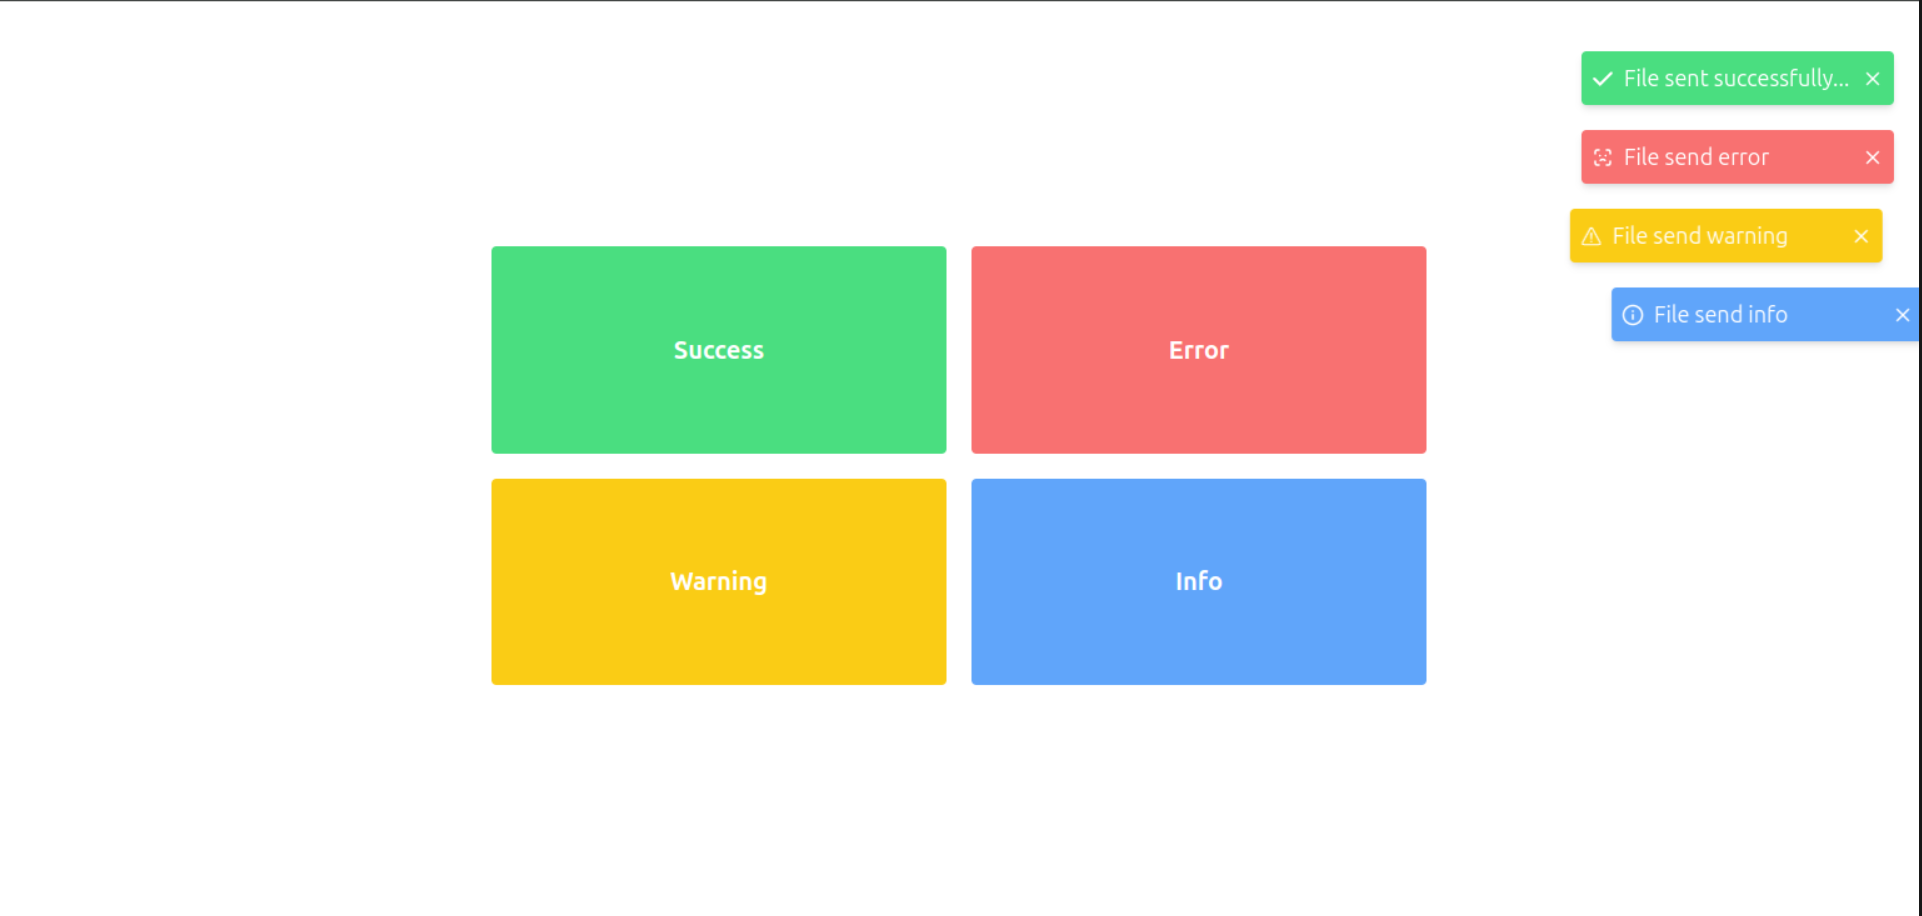 File sent successfully...
File send error
File send warning
File send info
Success
Error
Warning
Info